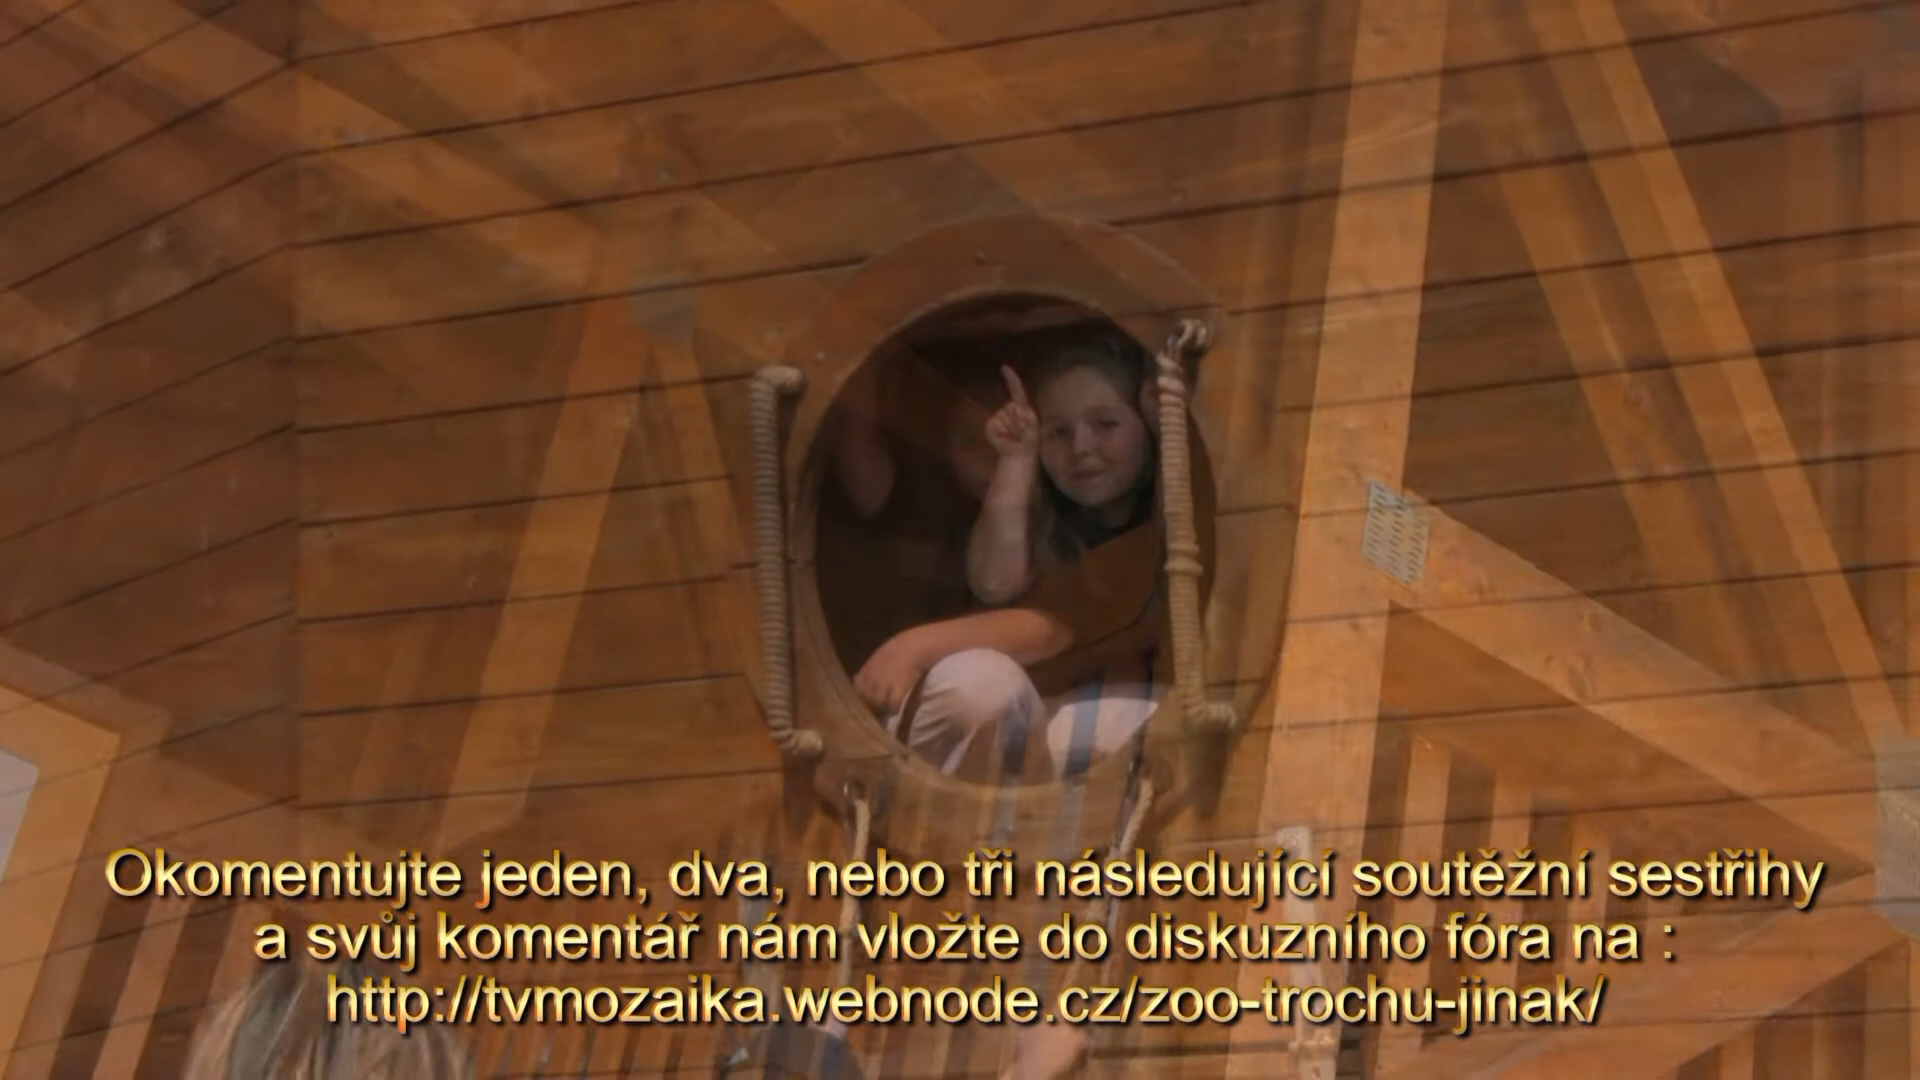 Okomentujte jeden, dva, nebo tři následující soutěžní sestřihy
a svůj komentář nám vložte do diskuzního fóra na :
http://tvmozaika.webnode.cz/zoo-trochu-jinak/